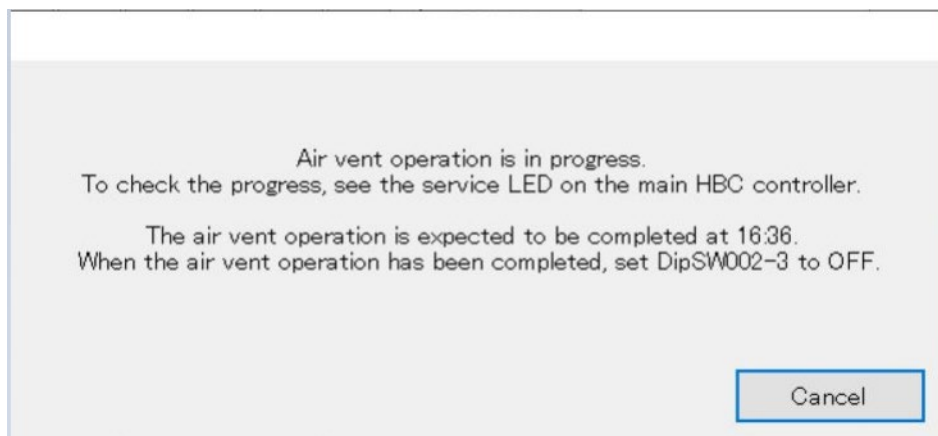 Air vent operation is in progress.
To check the progress, see the service LED on the main HBC controller.
The air vent operation is expected to be completed at 16:36.
When the air vent operation has been completed, set DipSW002-3 to OFF.
Cancel